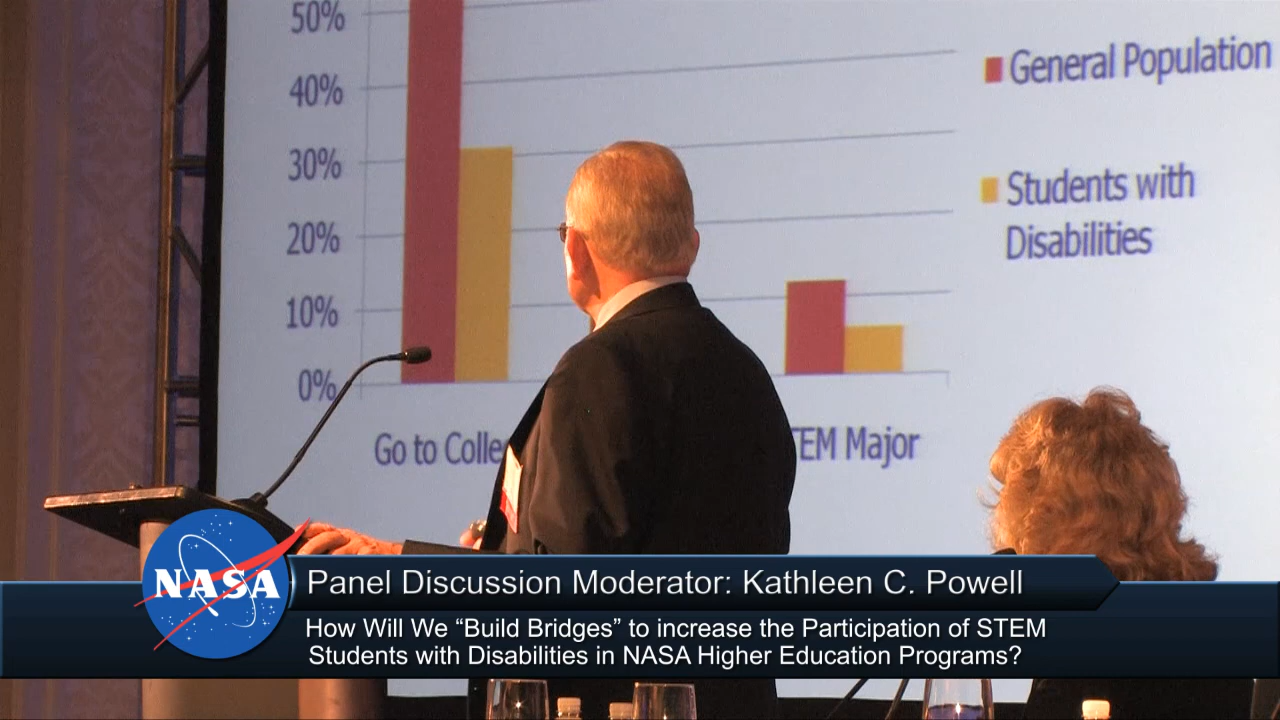 50%
40%
30%
20%
10%
0%
General Population
Students with
Disabilities
Go to Colle
TEM Major
NASA
Panel Discussion Moderator: Kathleen C. Powell
How Will We “Build Bridges” to increase the Participation of STEM
Students with Disabilities in NASA Higher Education Programs?